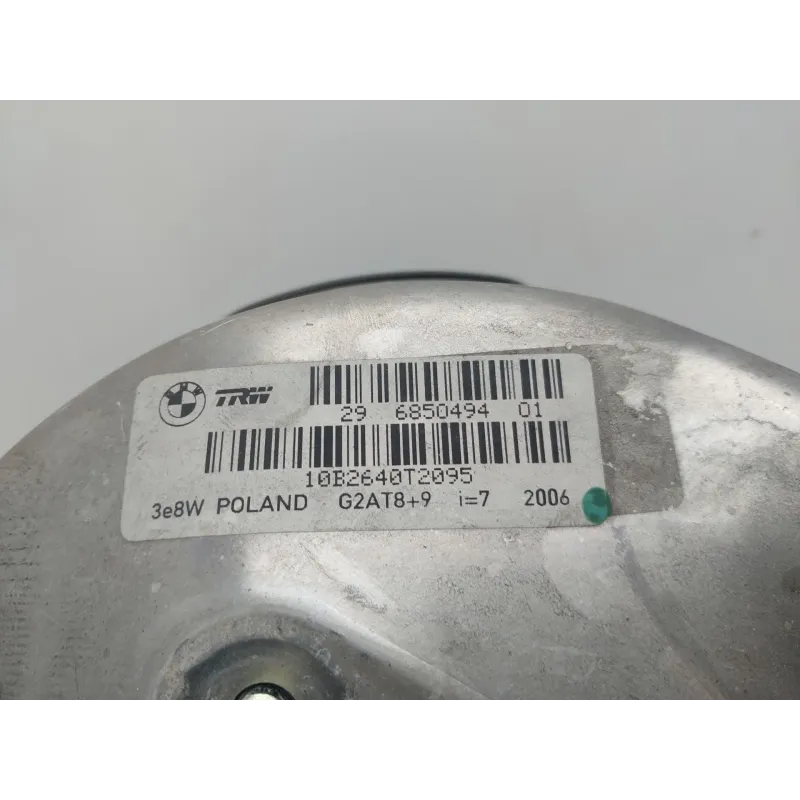 TRW
29 6850494 01
10B2640T2095
3e8W POLAND G2AT8+9 i=7 2006